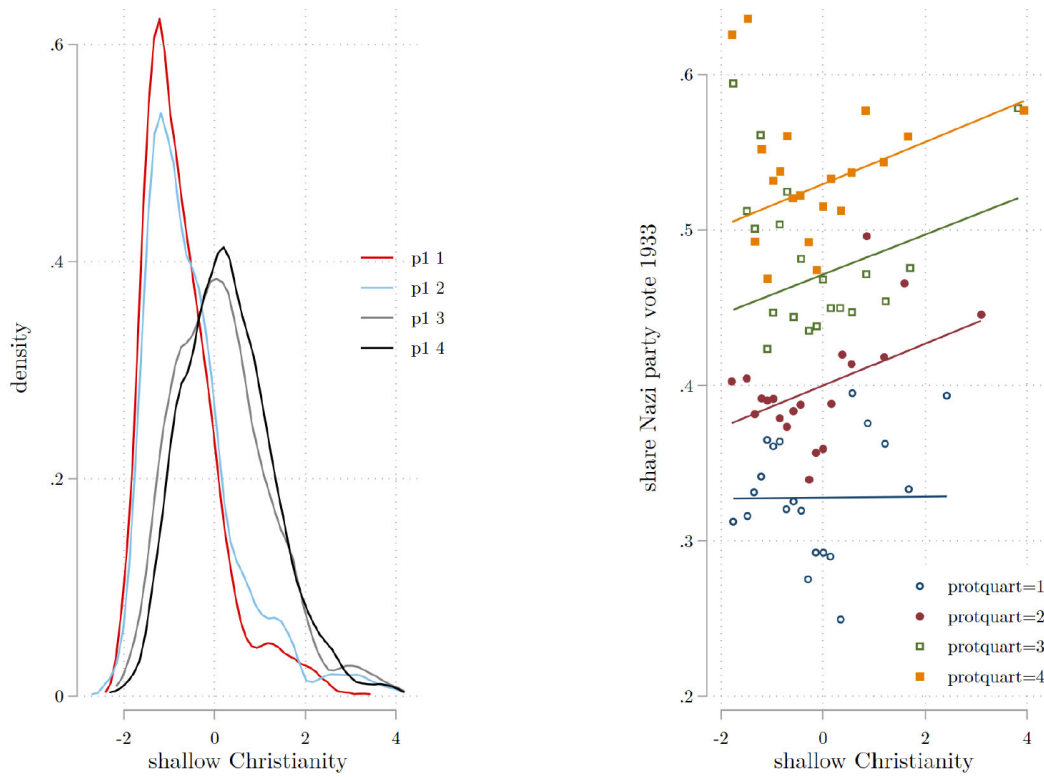 .6
.4
.2
0
density
-2
0
2
4
shallow Christianity
p1 1
p1 2
p1 3
p1 4
.6
.5
.4
.3
.2
share Nazi party vote 1933
-2
0
2
4
shallow Christianity
protquart=1
protquart=2
protquart=3
protquart=4